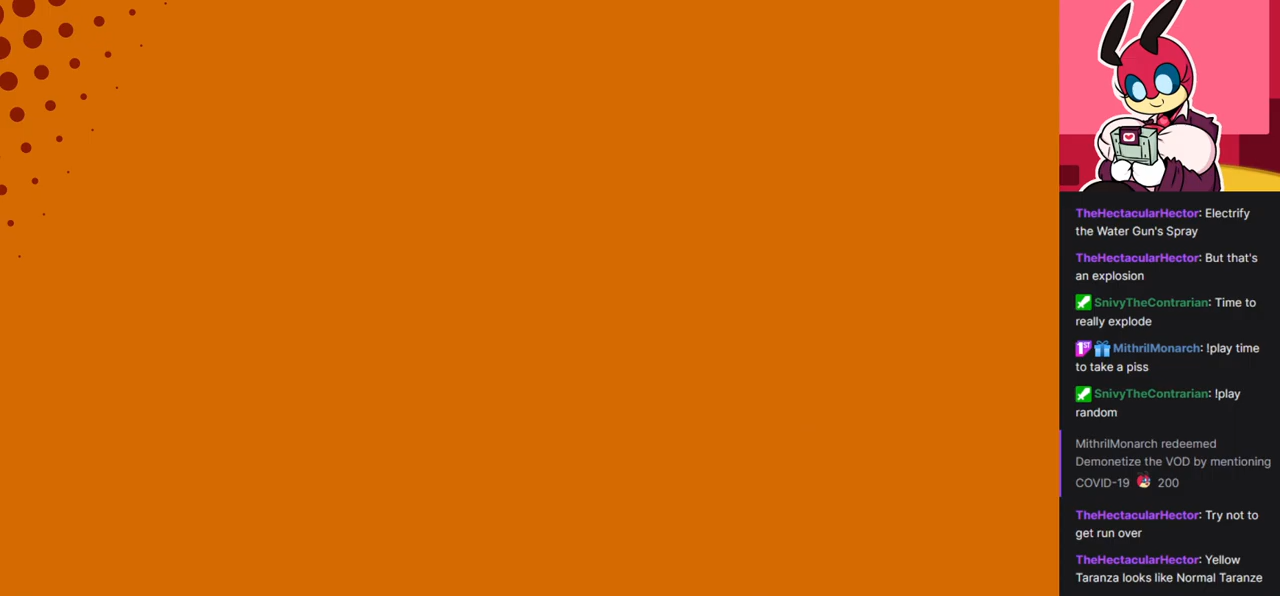 TheHectacularHector: Electrify
the Water Gun's Spray
TheHectacularHector: But that's
an explosion
SnivyTheContrarian: Time to
really explode
1ST MithrilMonarch: !play time
to take a piss
SnivyTheContrarian: !play
random
MithrilMonarch redeemed
Demonetize the VOD by mentioning
COVID-19 200
TheHectacularHector: Try not to
get run over
TheHectacularHector: Yellow
Taranza looks like Normal Taranze